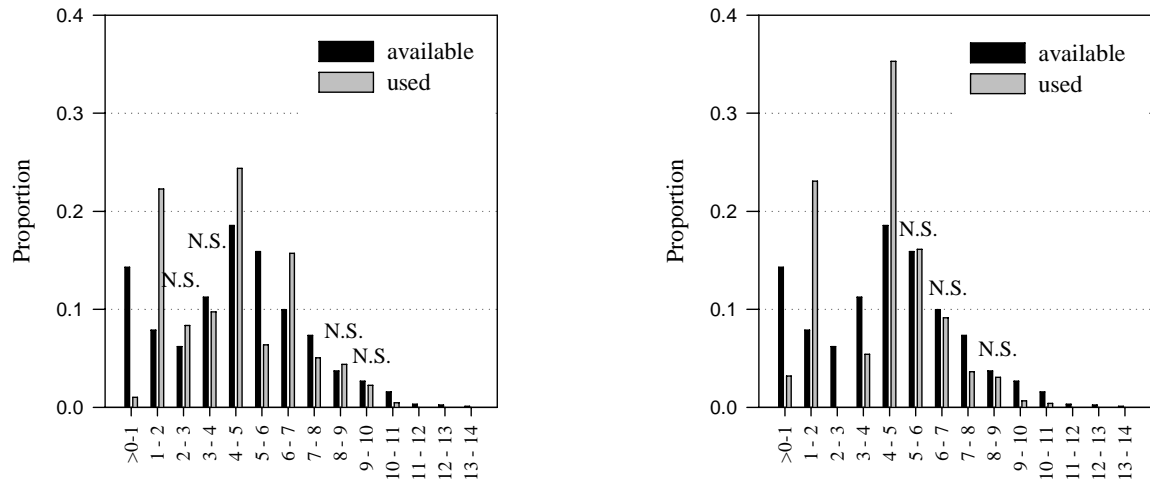 0.4
available
used
0.3
0.2
0.1
0.0
Proportion
N.S.
N.S.
N.S.
N.S.
>0-1
1 - 2
2 - 3
3 - 4
4 - 5
5 - 6
6 - 7
7 - 8
8 - 9
9 - 10
10 - 11
11 - 12
12 - 13
13 - 14
0.4
available
used
0.3
0.2
0.1
0.0
Proportion
N.S.
N.S.
N.S.
>0-1
1 - 2
2 - 3
3 - 4
4 - 5
5 - 6
6 - 7
7 - 8
8 - 9
9 - 10
10 - 11
11 - 12
12 - 13
13 - 14